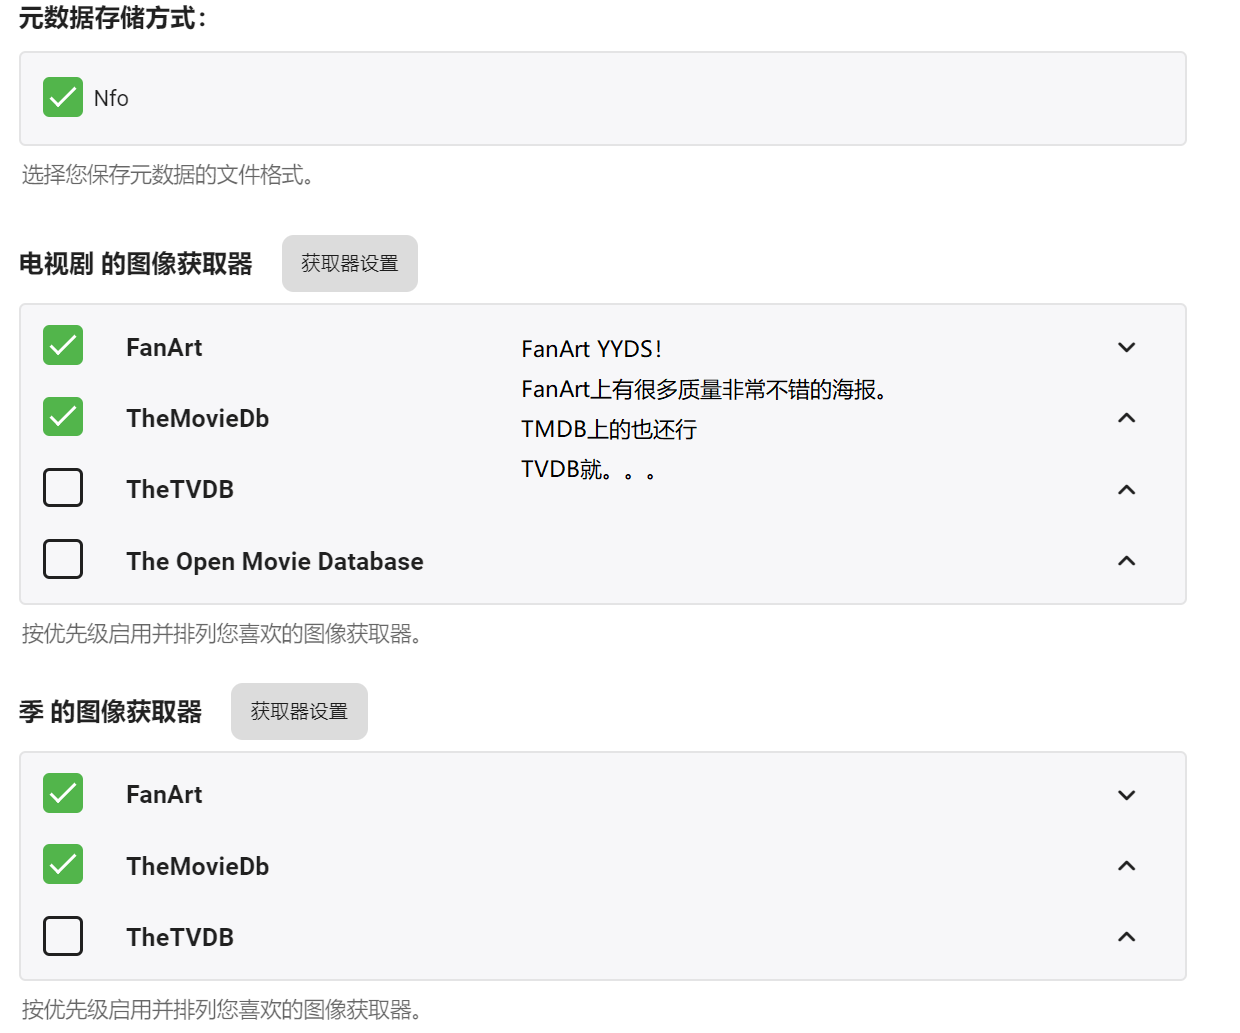 元数据存储方式：
Nfo
选择您保存元数据的文件格式。
电视剧 的图像获取器
获取器设置
FanArt
FanArt YYDS！
FanArt上有很多质量非常不错的海报。
TheMovieDb
TMDB上的也还行
TVDB就。。。
TheTVDB
The Open Movie Database
按优先级启用并排列您喜欢的图像获取器。
季 的图像获取器
获取器设置
FanArt
TheMovieDb
TheTVDB
按优先级启用并排列您喜欢的图像获取器。